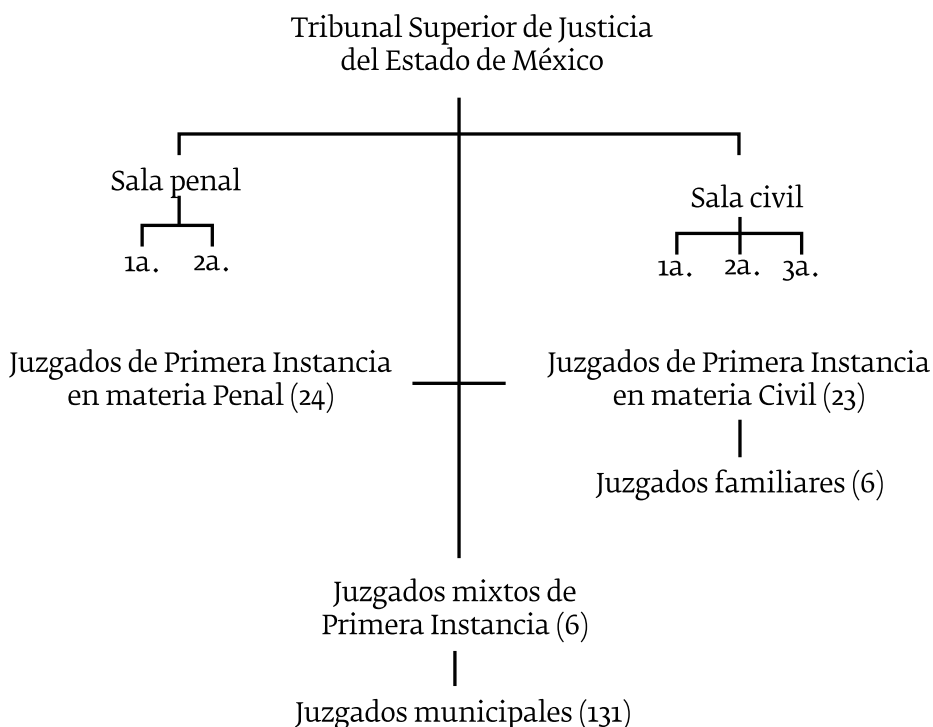 Tribunal Superior de Justicia
del Estado de México
Sala penal
1a. 2a.
Sala civil
1a. 2a. 3a.
Juzgados de Primera Instancia
en materia Penal (24)
Juzgados de Primera Instancia
en materia Civil (23)
Juzgados familiares (6)
Juzgados mixtos de
Primera Instancia (6)
Juzgados municipales (131)